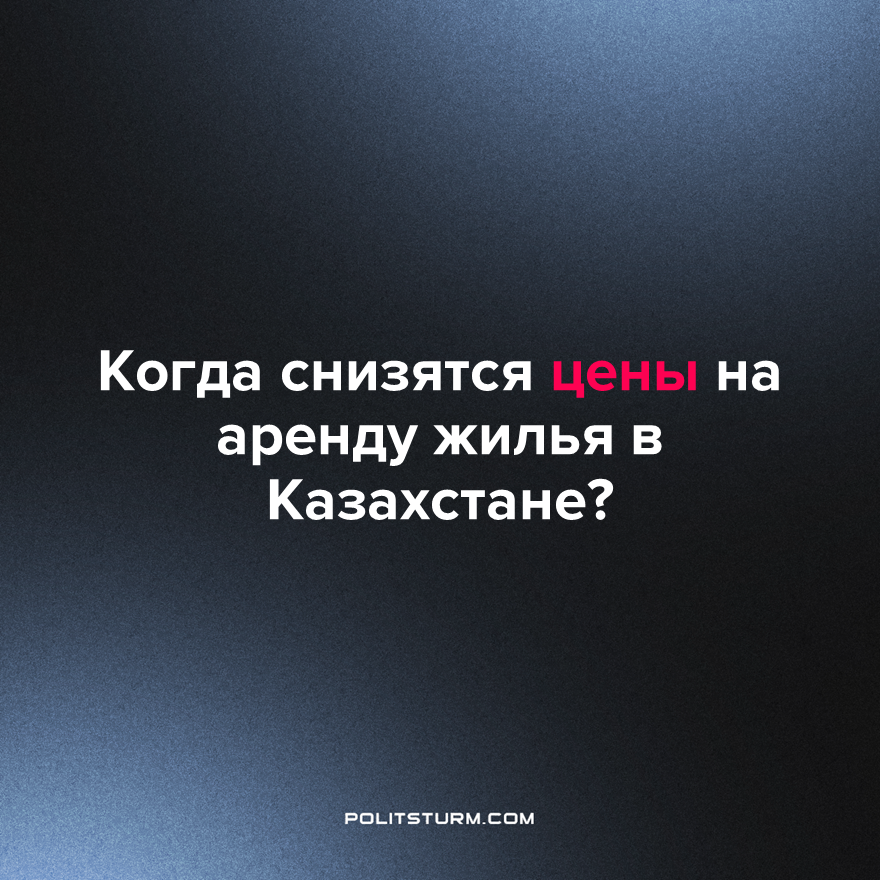 Когда снизятся цены на
аренду жилья в
Казахстане?
POLITSTURM.COM